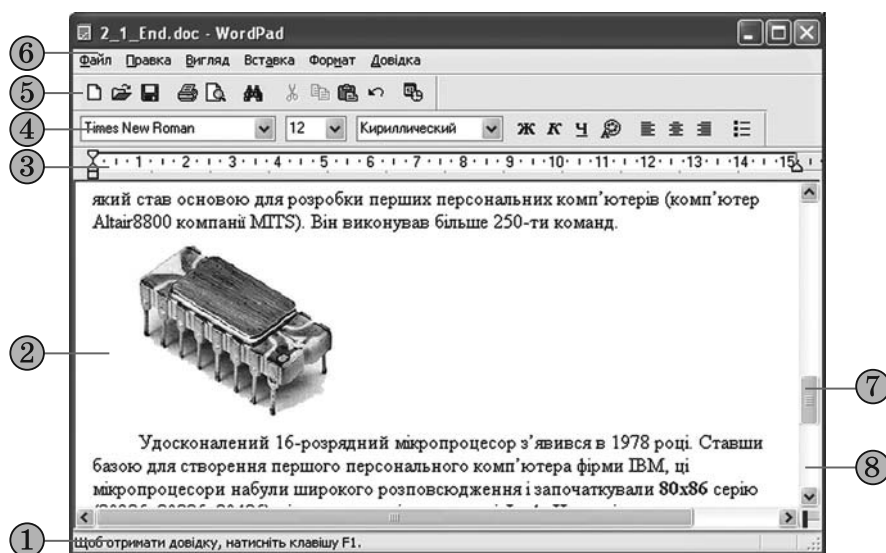 2_1_End.doc - WordPad
6
Файл Правка Вигляд Вставка Формат Довідка
5
4
Times New Roman 12 Кириллический Ж К Ч
3
1 2 3 4 5 6 7 8 9 10 11 12 13 14 15
який став основою для розробки перших персональних комп’ютерів (комп’ютер
Altair8800 компанії MITS). Він виконував більше 250-ти команд.
2
7
Удосконалений 16-розрядний мікропроцесор з’явився в 1978 році. Ставши
базою для створення першого персонального комп’ютера фірми IBM, ці
8
мікропроцесори набули широкого розповсюдження і започаткували 80х86 серію
1
Щоб отримати довідку, натисніть клавішу F1.